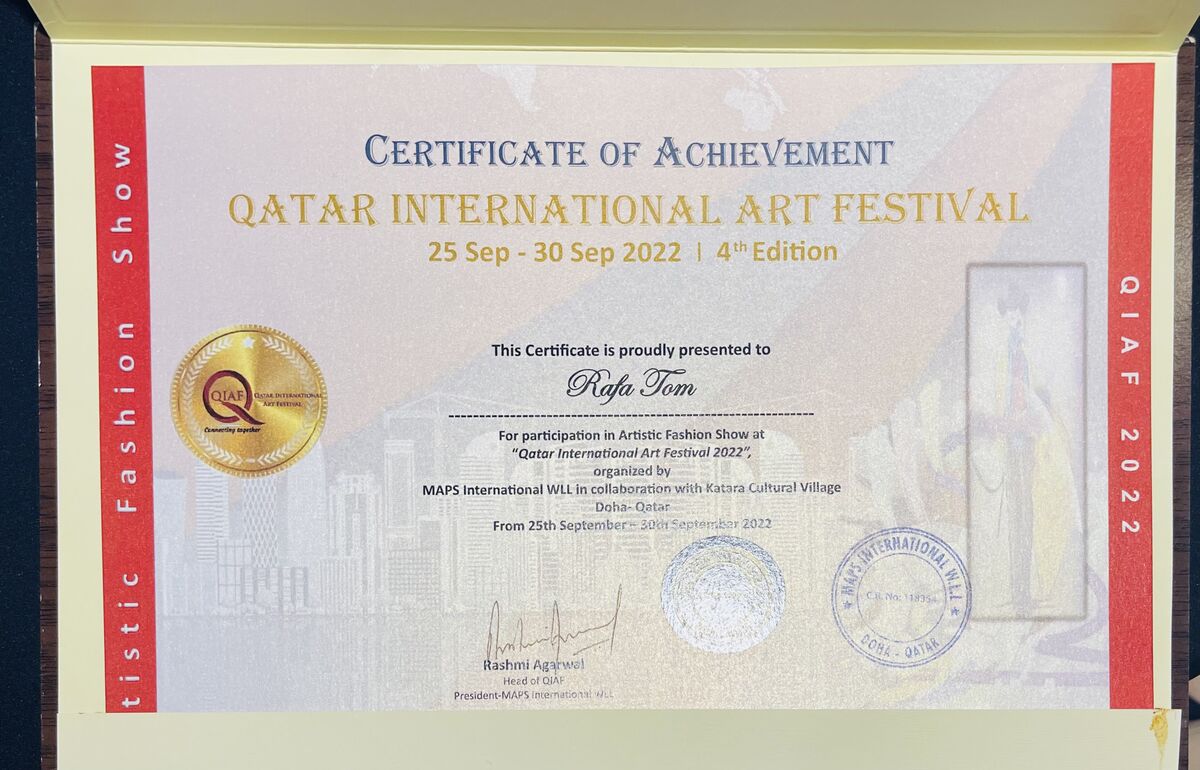 CERTIFICATE OF ACHIEVEMENT
QATAR INTERNATIONAL ART FESTIVAL
25 Sep - 30 Sep 2022 | 4th Edition
tistic Fashion Show
QIAF 2022
QIAF
QATAR INTERNATIONAL
ART FESTIVAL
Connecting together
This Certificate is proudly presented to
Rafa Tom
For participation in Artistic Fashion Show at
"Qatar International Art Festival 2022",
organized by
MAPS International WLL in collaboration with Katara Cultural Village
Doha- Qatar
From 25th September – 30th September 2022
Rashmi Agarwal
Head of QIAF
President-MAPS International WLL
MAPS INTERNATIONAL WLL
C.R. No: 118354
DOHA - QATAR